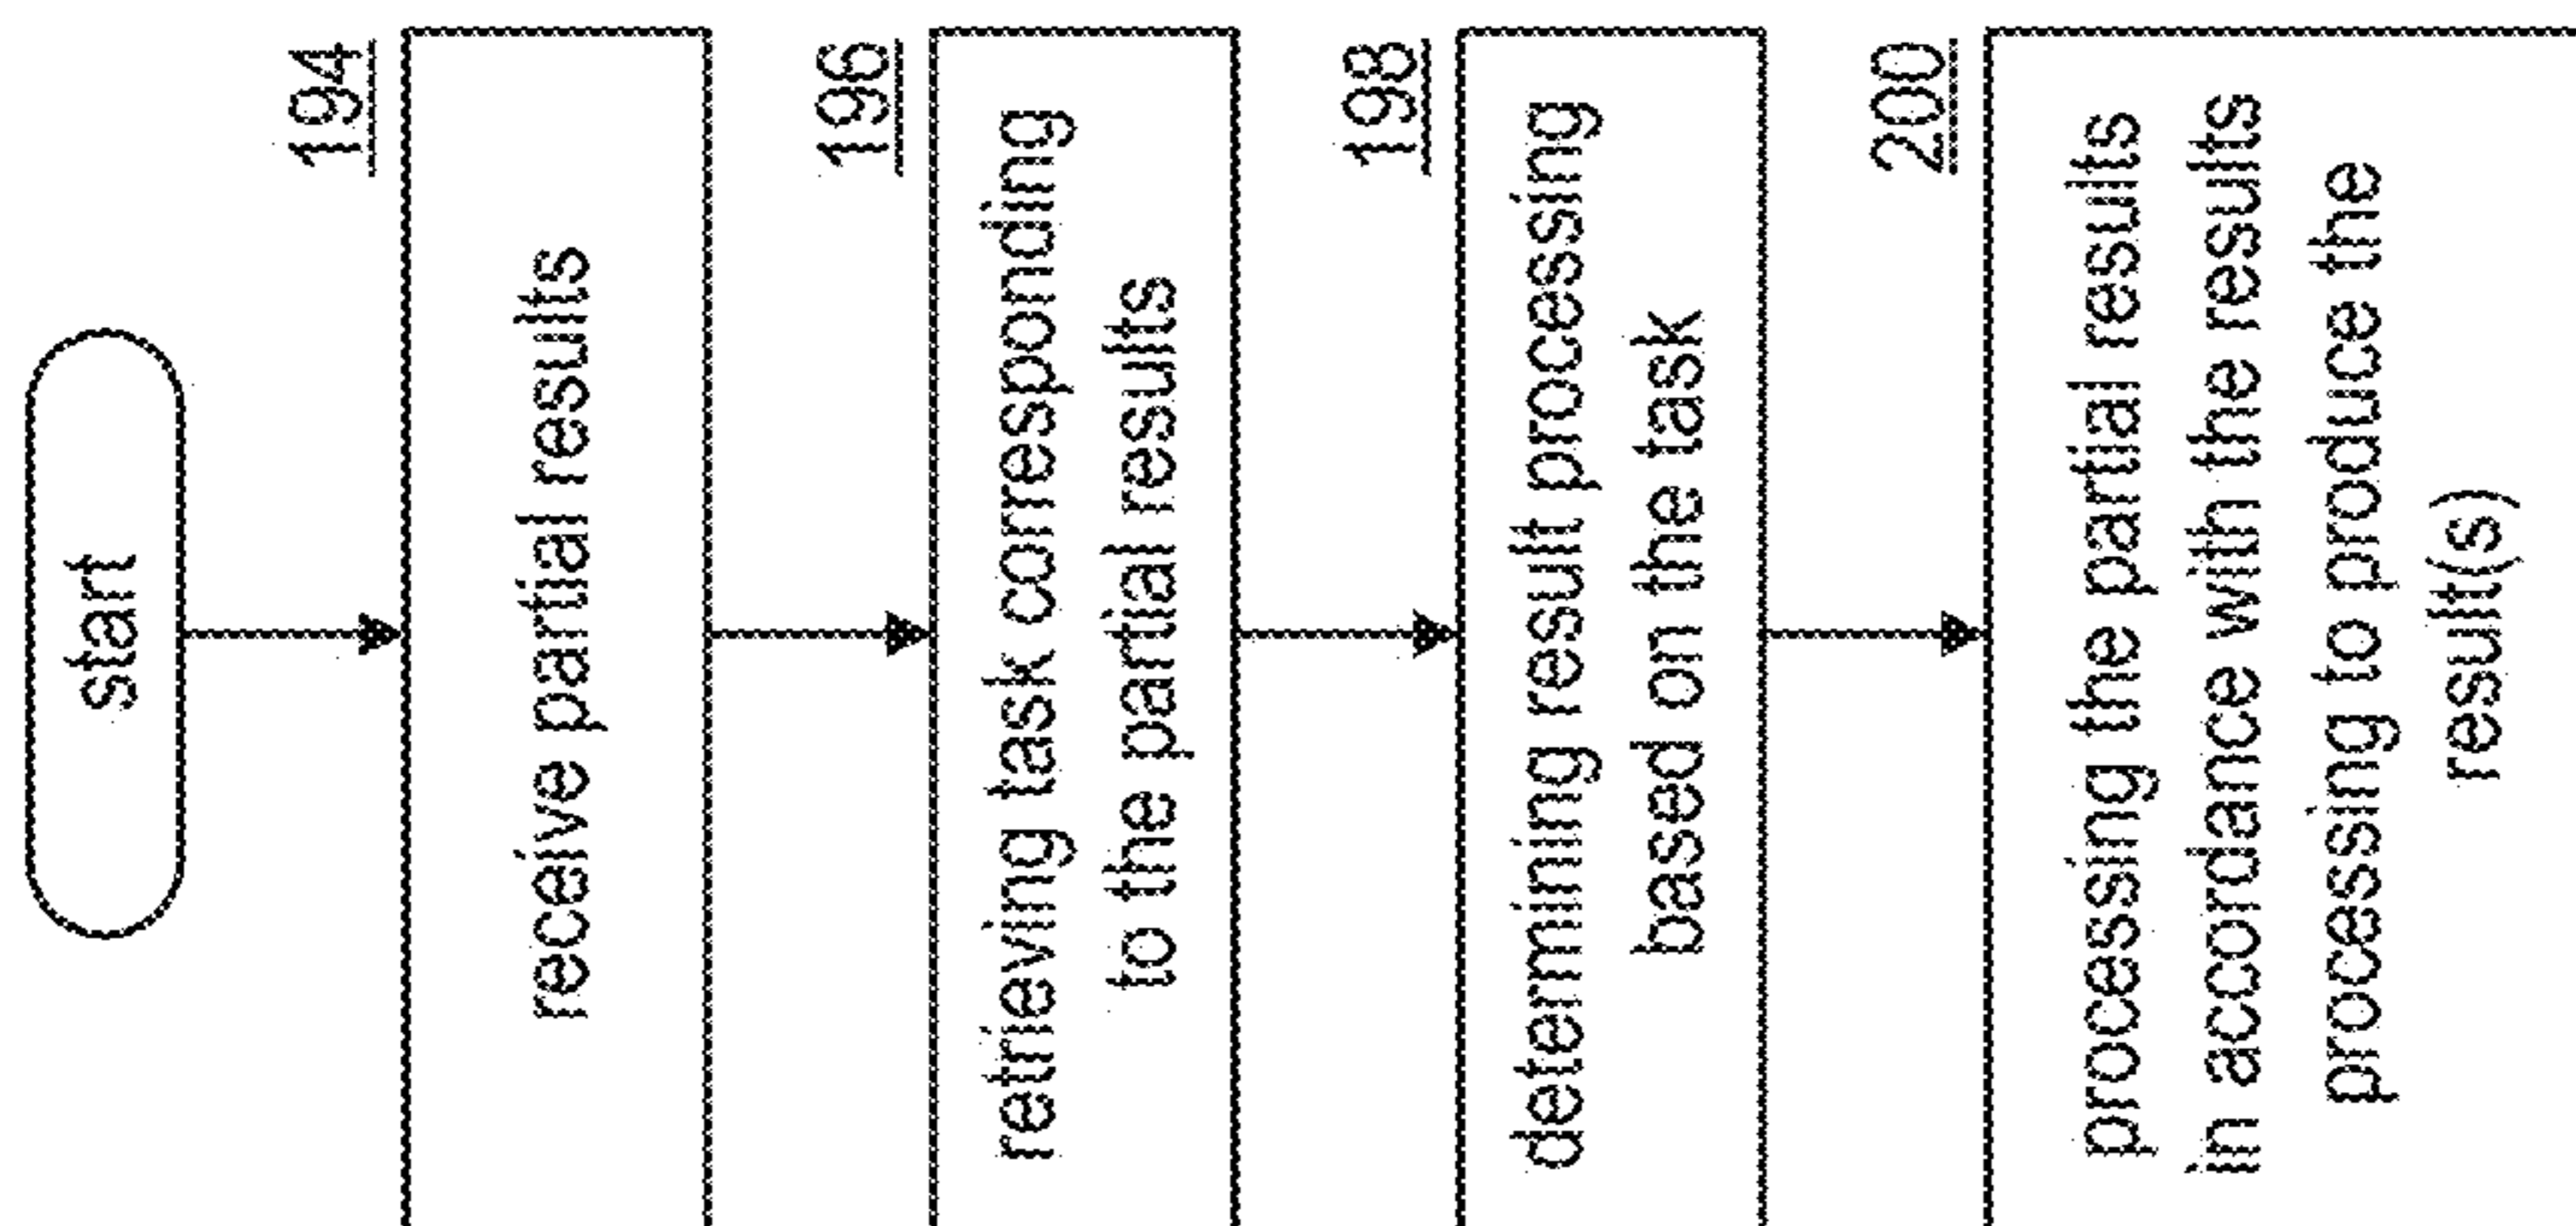 start
194
receive partial results
196
retrieving task corresponding
to the partial results
198
determining result processing
based on the task
200
processing the partial results
in accordance with the results
processing to produce the
result(s)